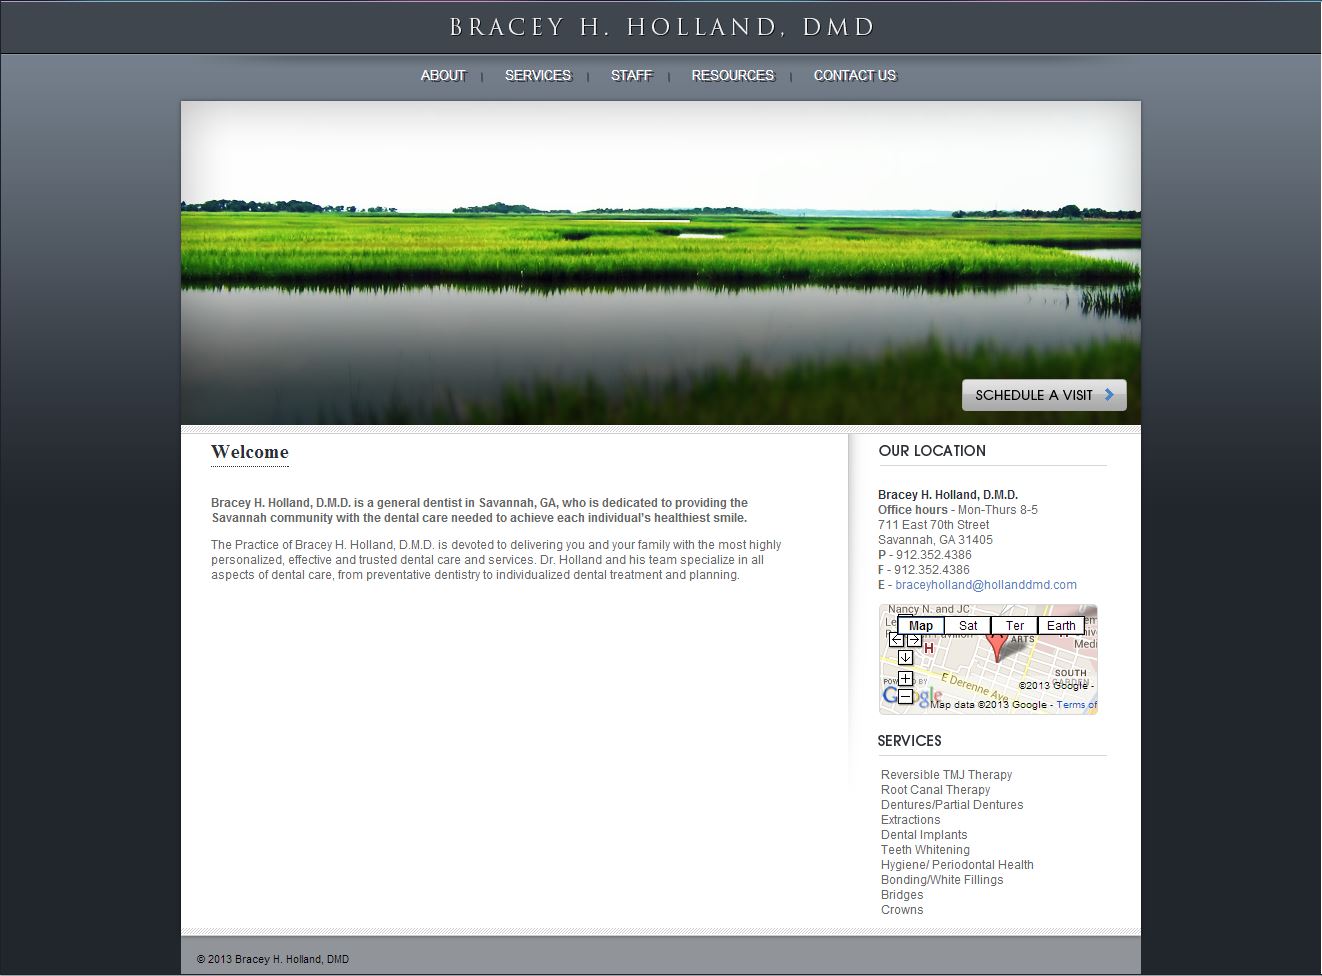 BRACEY H. HOLLAND, DMD
ABOUT | SERVICES | STAFF | RESOURCES | CONTACT US
SCHEDULE A VISIT
Welcome
Bracey H. Holland, D.M.D. is a general dentist in Savannah, GA, who is dedicated to providing the
Savannah community with the dental care needed to achieve each individual's healthiest smile.
The Practice of Bracey H. Holland, D.M.D. is devoted to delivering you and your family with the most highly
personalized, effective and trusted dental care and services. Dr. Holland and his team specialize in all
aspects of dental care, from preventative dentistry to individualized dental treatment and planning.
OUR LOCATION
Bracey H. Holland, D.M.D.
Office hours - Mon-Thurs 8-5
711 East 70th Street
Savannah, GA 31405
P - 912.352.4386
F - 912.352.4386
E - braceyholland@hollanddmd.com
Nancy N. and JC
Map Sat Ter Earth
ARTS
H
Medi
SOUTH
E Derenne Ave
©2013 Google -
Google
Map data ©2013 Google - Terms of
SERVICES
Reversible TMJ Therapy
Root Canal Therapy
Dentures/Partial Dentures
Extractions
Dental Implants
Teeth Whitening
Hygiene/ Periodontal Health
Bonding/White Fillings
Bridges
Crowns
© 2013 Bracey H. Holland, DMD